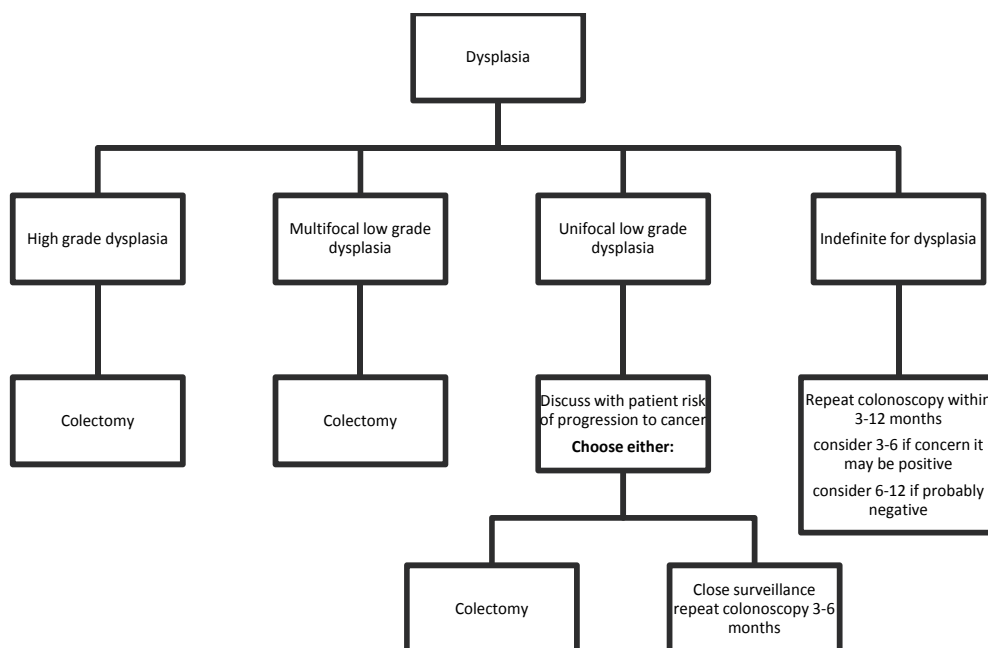 Dysplasia
High grade dysplasia
Multifocal low grade
dysplasia
Unifocal low grade
dysplasia
Indefinite for dysplasia
Colectomy
Colectomy
Discuss with patient risk
of progression to cancer
Choose either:
Repeat colonoscopy within
3-12 months
consider 3-6 if concern it
may be positive
consider 6-12 if probably
negative
Colectomy
Close surveillance
repeat colonoscopy 3-6
months